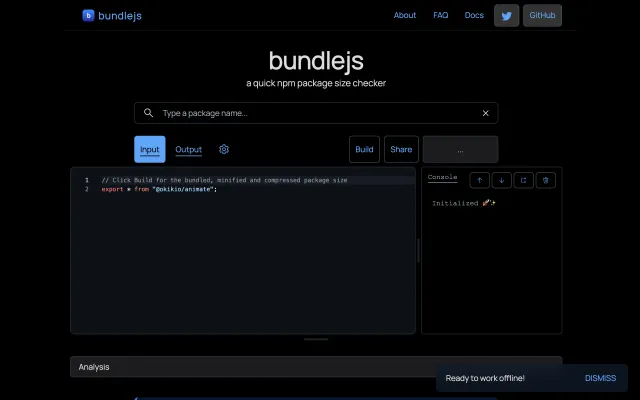 b bundlejs
About FAQ Docs GitHub
bundlejs
a quick npm package size checker
Type a package name...
Input Output Build Share ...
1 // Click Build for the bundled, minified and compressed package size
2 export * from "@okikio/animate";
Console
Initialized 🚀✨
Analysis
Ready to work offline! DISMISS